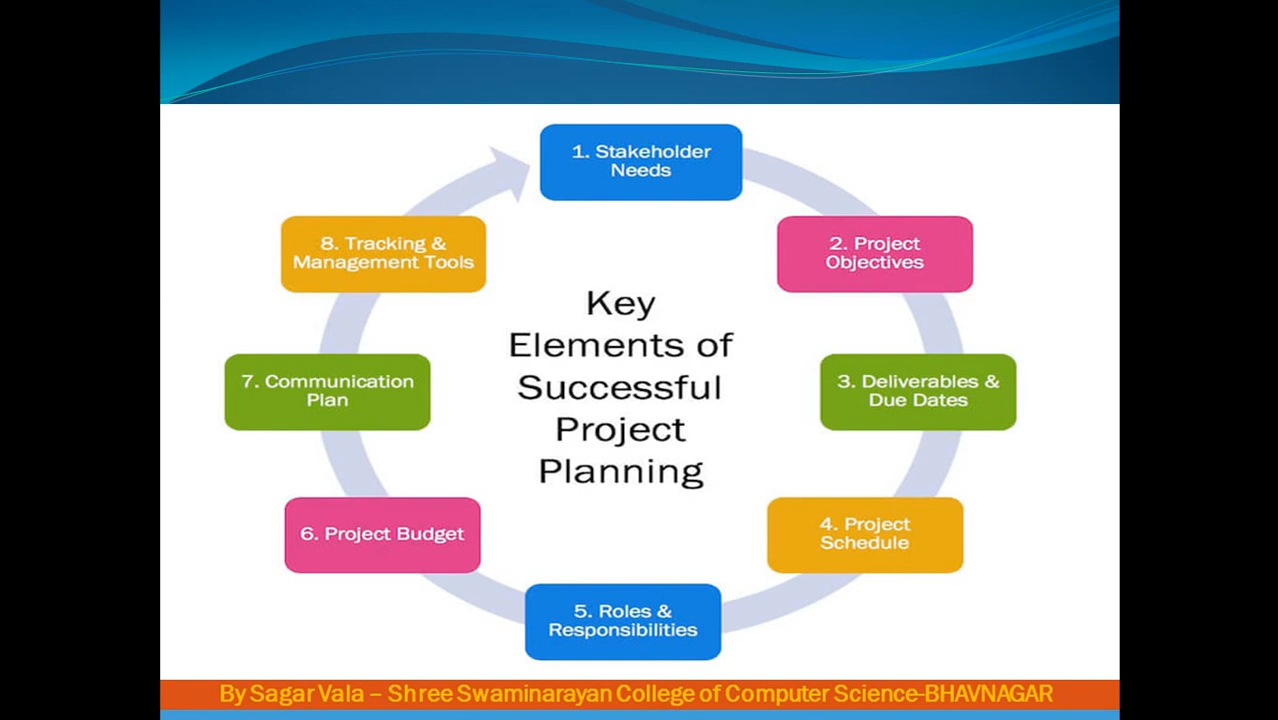 1. Stakeholder
Needs
2. Project
Objectives
3. Deliverables &
Due Dates
4. Project
Schedule
5. Roles &
Responsibilities
6. Project Budget
7. Communication
Plan
8. Tracking &
Management Tools
Key
Elements of
Successful
Project
Planning
By Sagar Vala – Shree Swaminarayan College of Computer Science-BHAVNAGAR